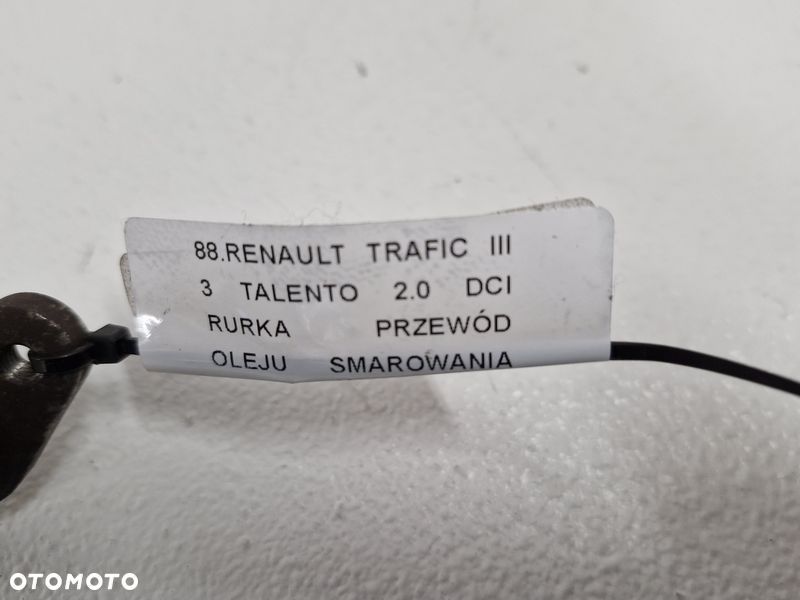 88.RENAULT TRAFIC III
3 TALENTO 2.0 DCI
RURKA PRZEWÓD
OLEJU SMAROWANIA
OTOMOTO